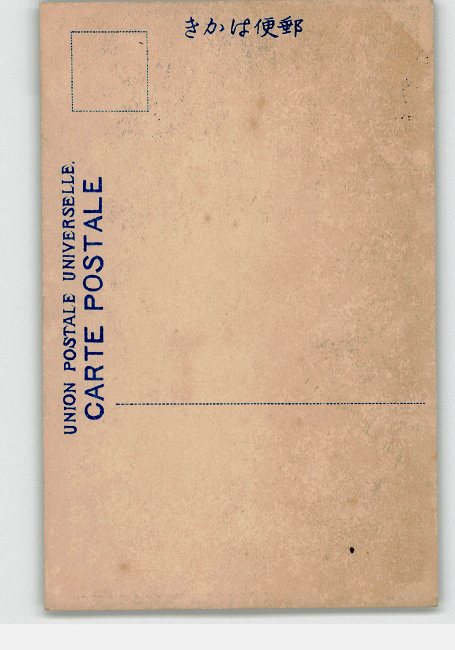 きかは便郵
UNION POSTALE UNIVERSELLE.
CARTE POSTALE